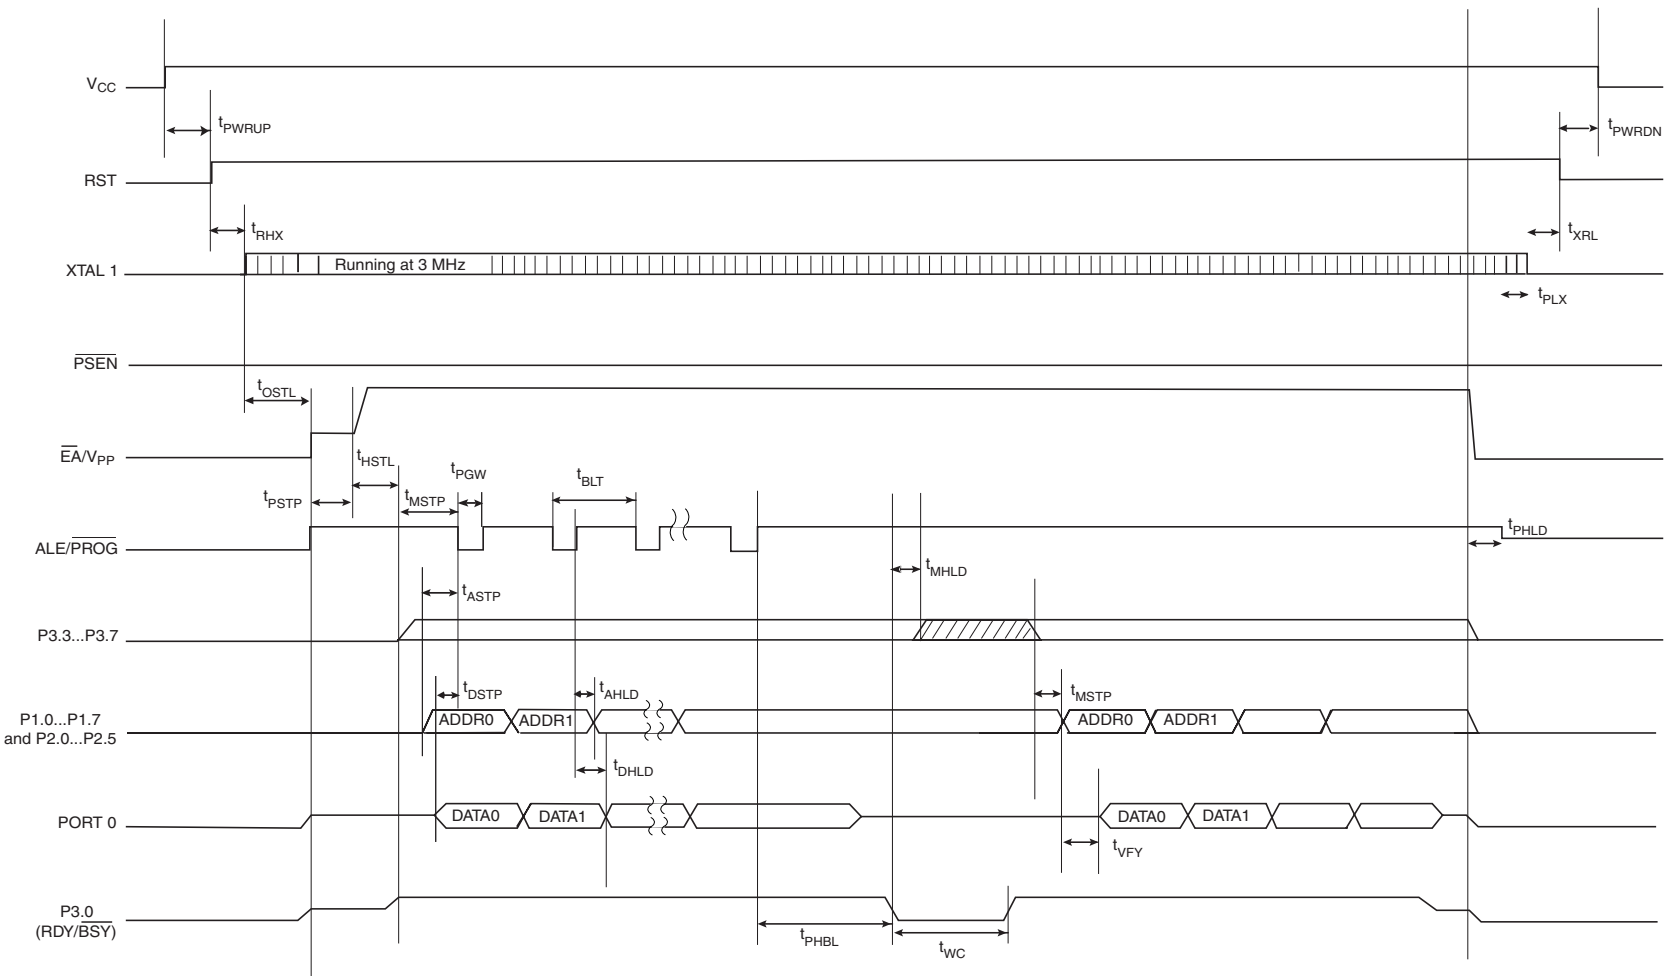 VCC
tPWRUP
tPWRDN
RST
tRHX
tXRL
XTAL 1
Running at 3 MHz
tPLX
PSEN
tOSTL
EA/VPP
tHSTL
tPGW
tBLT
tPSTP
tMSTP
tPHLD
ALE/PROG
tMHLD
tASTP
P3.3...P3.7
tDSTP
tAHLD
tMSTP
P1.0...P1.7
and P2.0...P2.5
ADDR0
ADDR1
ADDR0
ADDR1
tDHLD
PORT 0
DATA0
DATA1
DATA0
DATA1
tVFY
P3.0
(RDY/BSY)
tPHBL
tWC